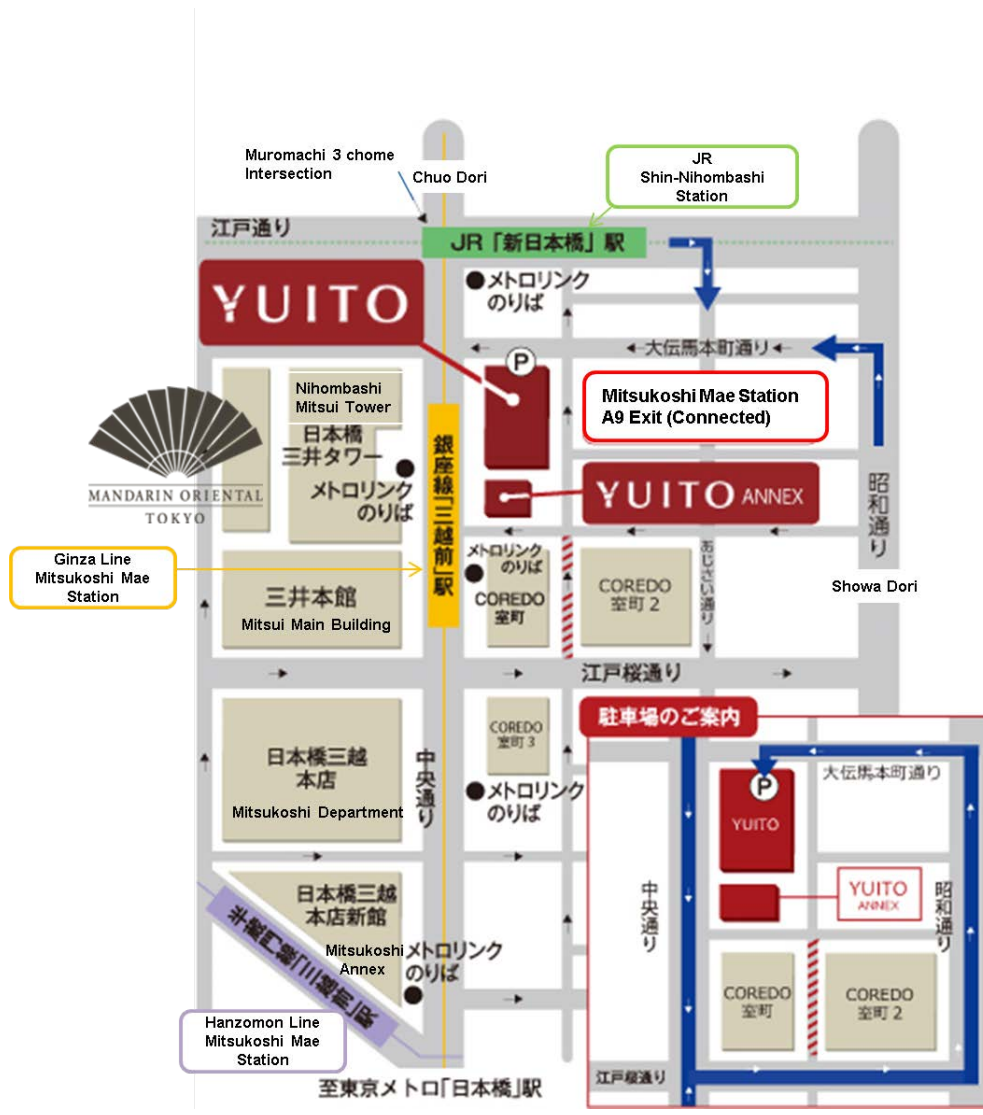 Muromachi 3 chome
Intersection
Chuo Dori
JR
Shin-Nihombashi
Station
江戸通り
JR「新日本橋」駅
YUITO
メトロリンク
のりば
大伝馬本町通り
P
Nihombashi
Mitsui Tower
日本橋
三井タワー
メトロリンク
のりば
MANDARIN ORIENTAL
TOKYO
銀座線「三越前」駅
Mitsukoshi Mae Station
A9 Exit (Connected)
YUITO ANNEX
昭和通り
Showa Dori
Ginza Line
Mitsukoshi Mae
Station
三井本館
Mitsui Main Building
メトロリンク
のりば
COREDO
室町
COREDO
室町 2
あじさい通り
江戸桜通り
日本橋三越
本店
Mitsukoshi Department
中央通り
COREDO
室町 3
メトロリンク
のりば
日本橋三越
本店新館
Mitsukoshi
Annex
メトロリンク
のりば
半蔵門線「三越前」駅
Hanzomon Line
Mitsukoshi Mae
Station
至東京メトロ「日本橋」駅
駐車場のご案内
大伝馬本町通り
P
YUITO
YUITO
ANNEX
中央通り
昭和通り
COREDO
室町
COREDO
室町 2
江戸桜通り